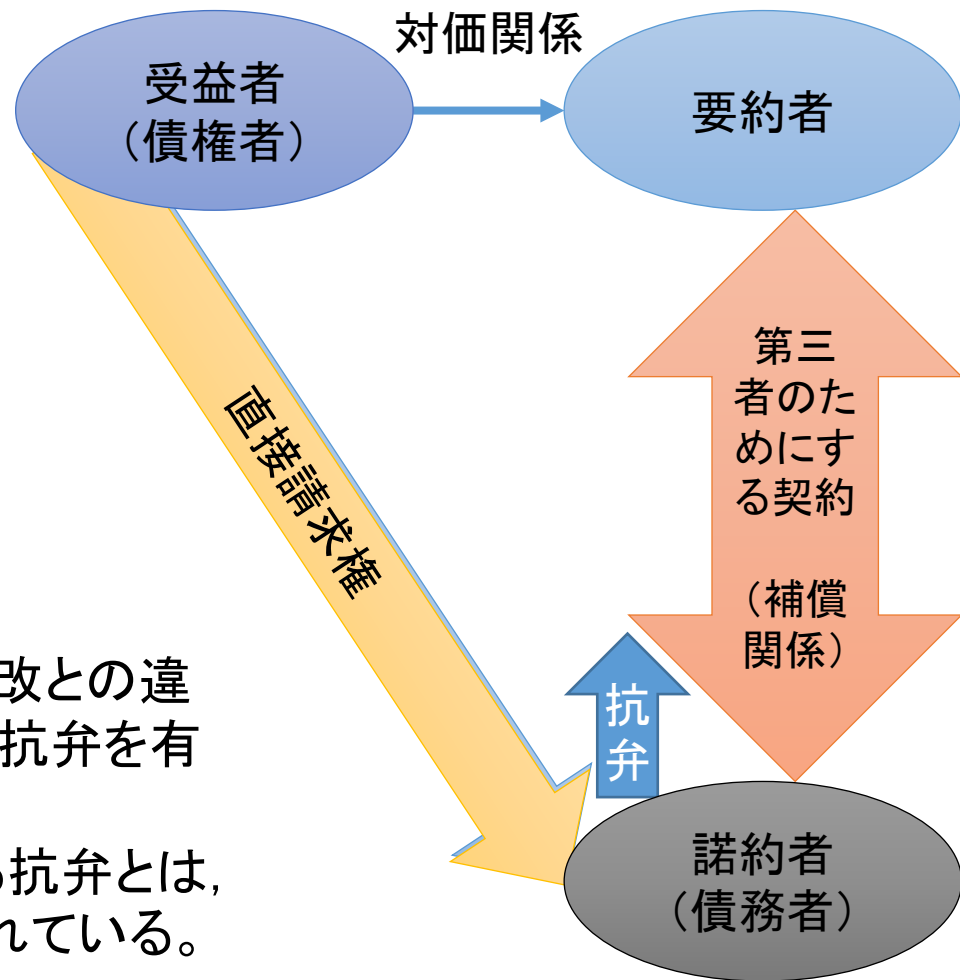 対価関係
受益者
（債権者）
要約者
直接請求権
第三
者のた
めにす
る契約
（補償
関係）
抗
弁
諾約者
（債務者）
改との違
抗弁を有
る抗弁とは,
れている。